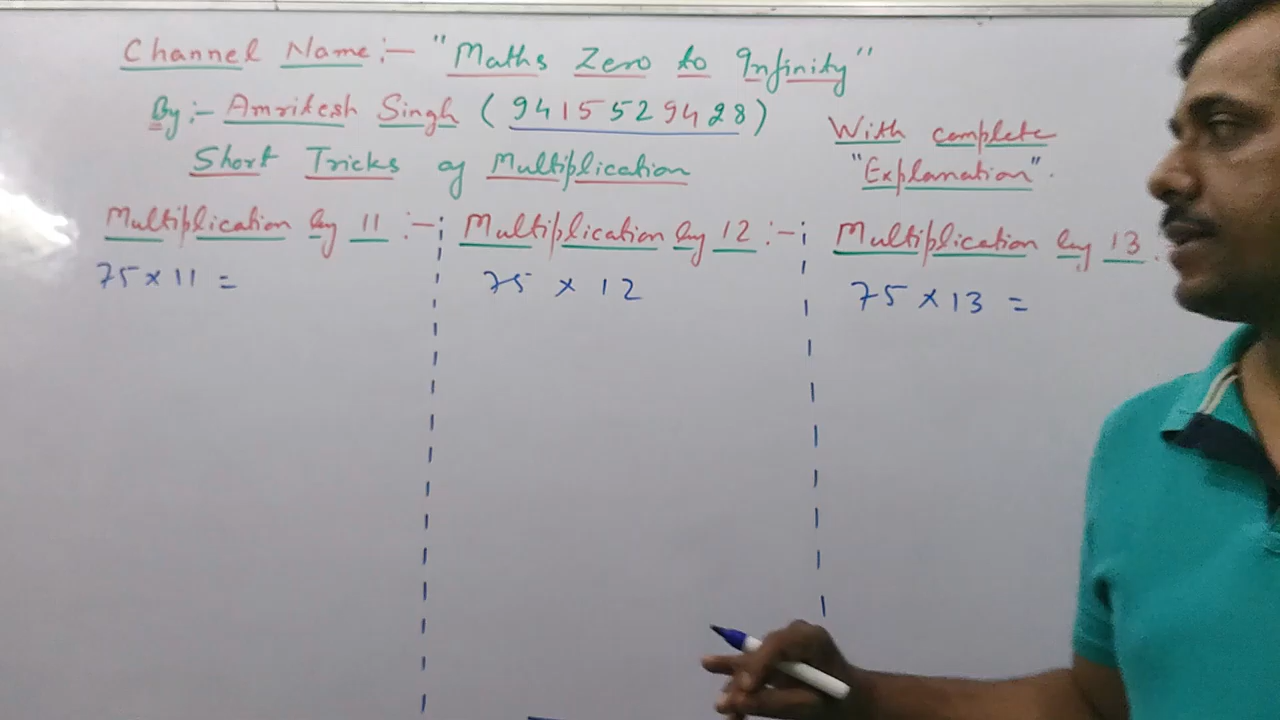 Channel Name:- "Maths Zero to Infinity"
By:- Amrikesh Singh (9415529428)
With complete
Short Tricks of Multiplication
"Explanation".
Multiplication by 11 :-
75 × 11 =
Multiplication by 12 :-
75 × 12
Multiplication by 13
75 × 13 =